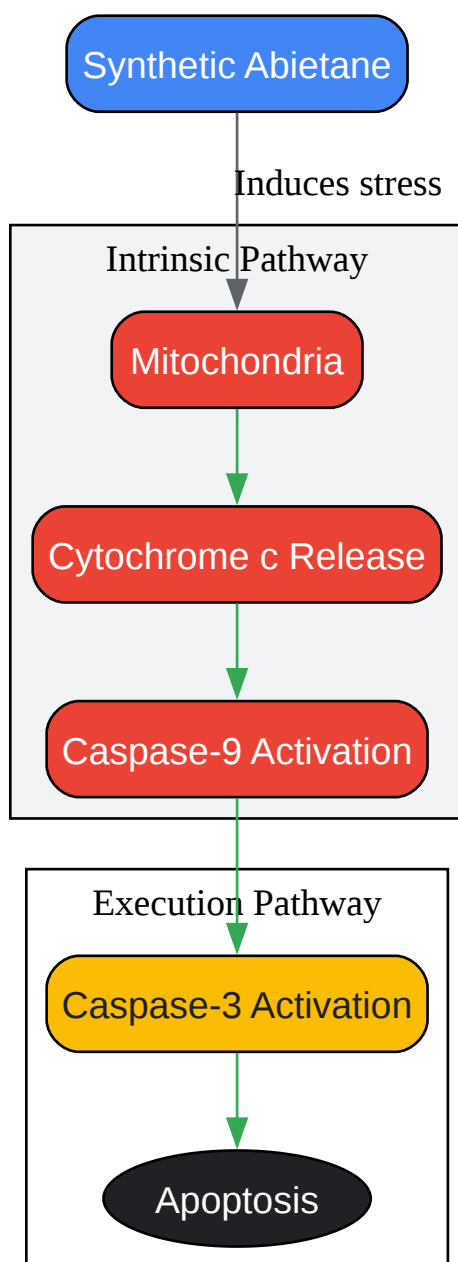 Synthetic Abietane
Induces stress
Intrinsic Pathway
Mitochondria
Cytochrome c Release
Caspase-9 Activation
Execution Pathway
Caspase-3 Activation
Apoptosis